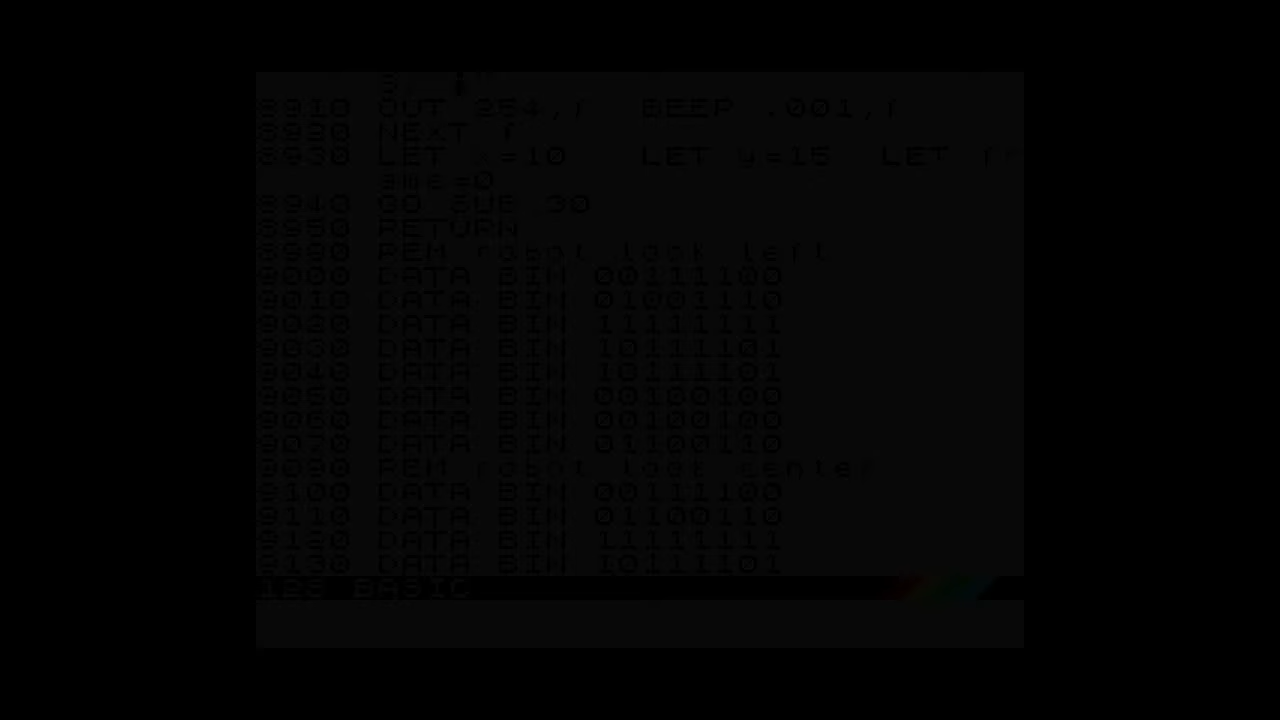 8910 OUT 254,f BEEP .001,f
8920 NEXT f
8930 LET x=10 LET y=15 LET fr
ame=0
8940 GO SUB 30
8950 RETURN
8990 REM robot look left
9000 DATA BIN 00111100
9010 DATA BIN 01001110
9020 DATA BIN 11111111
9030 DATA BIN 10111101
9040 DATA BIN 10111101
9050 DATA BIN 00100100
9060 DATA BIN 00100100
9070 DATA BIN 01100110
9090 REM robot look center
9100 DATA BIN 00111100
9110 DATA BIN 01100110
9120 DATA BIN 11111111
9130 DATA BIN 10111101
128 BASIC